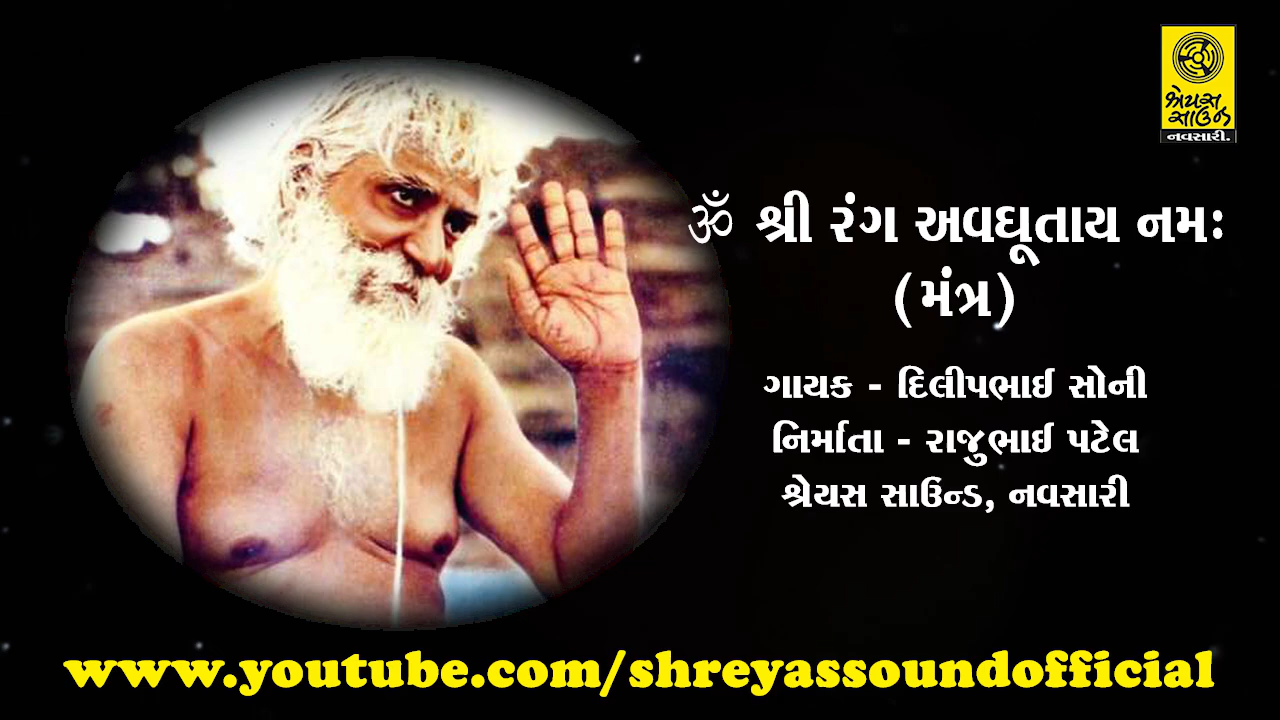 શ્રેયસ
સાઉન્ડ
નવસારી.
ॐ શ્રી રંગ અવધૂતાય નમઃ
(મંત્ર)
ગાયક - દિલીપભાઈ સોની
નિર્માતા - રાજુભાઈ પટેલ
શ્રેયસ સાઉન્ડ, નવસારી
www.youtube.com/shreyassoundofficial